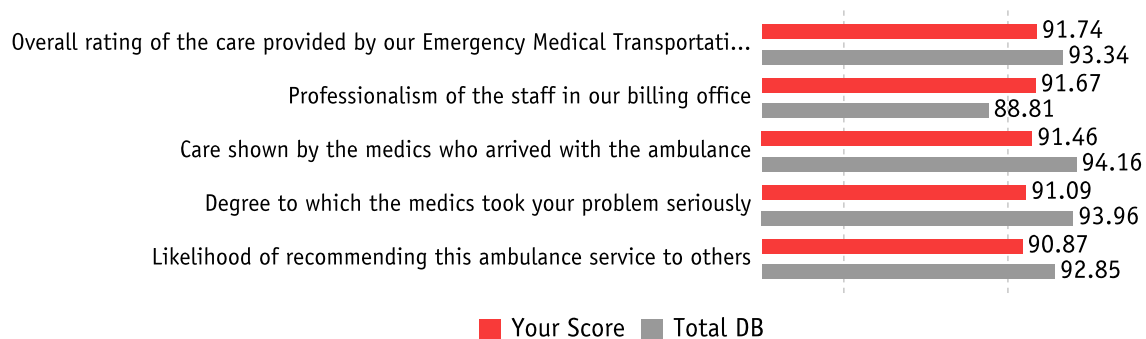 Overall rating of the care provided by our Emergency Medical Transportati...
91.74
93.34
Professionalism of the staff in our billing office
91.67
88.81
Care shown by the medics who arrived with the ambulance
91.46
94.16
Degree to which the medics took your problem seriously
91.09
93.96
Likelihood of recommending this ambulance service to others
90.87
92.85
Your Score Total DB